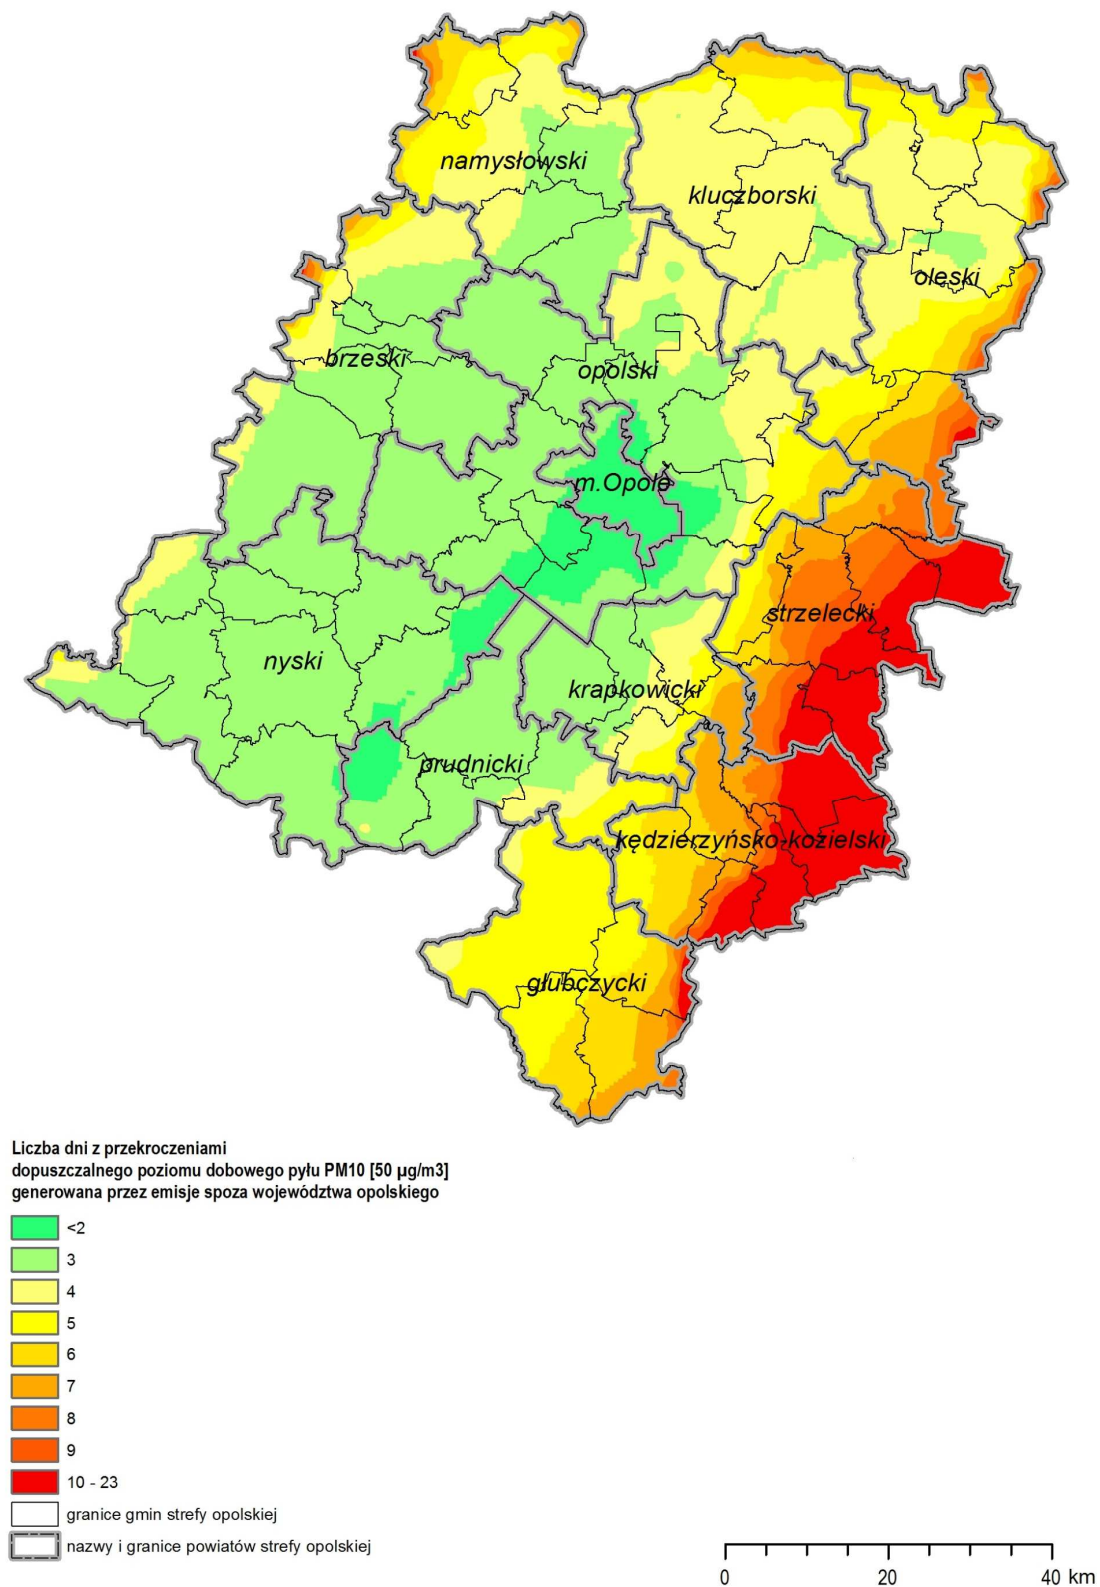 namysłowski
kluczborski
oleski
brzeski
opolski
m.Opole
strzelecki
nyski
krapkowicki
prudnicki
kędzierzyńsko-kozielski
głubczycki
Liczba dni z przekroczeniami
dopuszczalnego poziomu dobowego pyłu PM10 [50 µg/m3]
generowana przez emisje spoza województwa opolskiego
<2
3
4
5
6
7
8
9
10 - 23
granice gmin strefy opolskiej
nazwy i granice powiatów strefy opolskiej
0 20 40 km